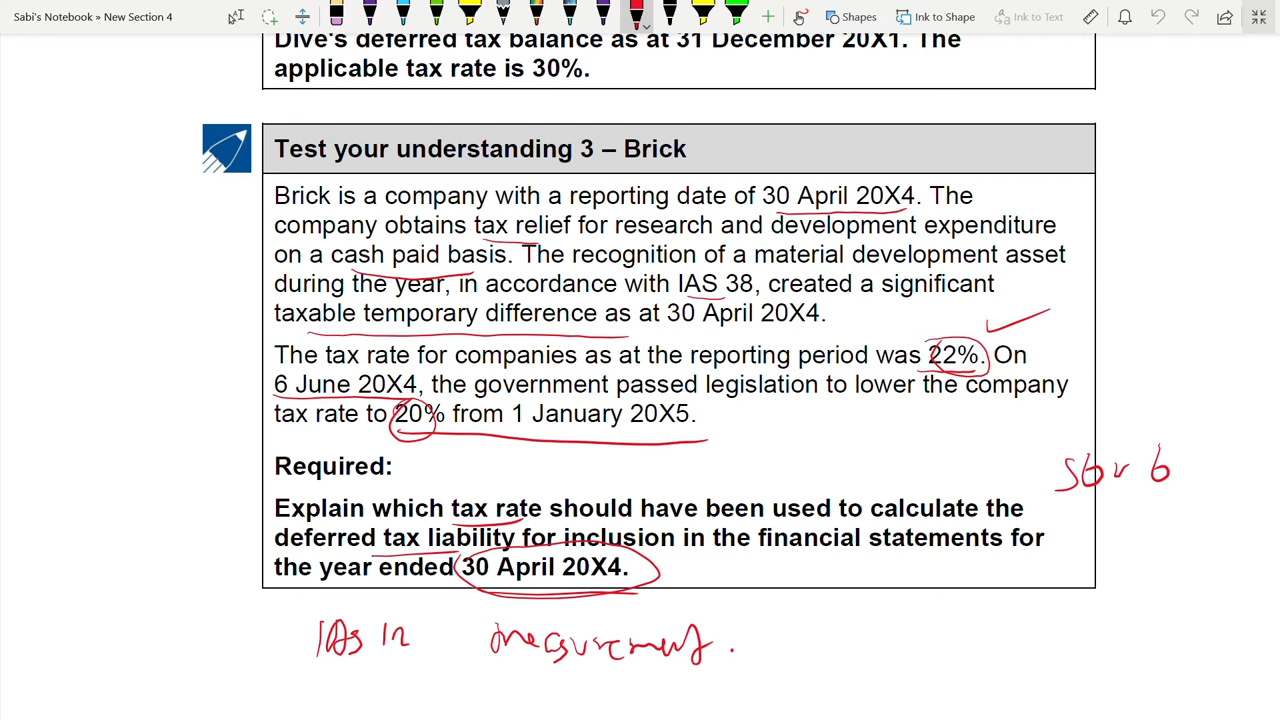 Sabi's Notebook » New Section 4
Shapes
Ink to Shape
Ink to Text
Dive's deferred tax balance as at 31 December 20X1. The
applicable tax rate is 30%.
Test your understanding 3 – Brick
Brick is a company with a reporting date of 30 April 20X4. The
company obtains tax relief for research and development expenditure
on a cash paid basis. The recognition of a material development asset
during the year, in accordance with IAS 38, created a significant
taxable temporary difference as at 30 April 20X4.
The tax rate for companies as at the reporting period was 22%. On
6 June 20X4, the government passed legislation to lower the company
tax rate to 20% from 1 January 20X5.
Required:
Explain which tax rate should have been used to calculate the
deferred tax liability for inclusion in the financial statements for
the year ended 30 April 20X4.
IAS 12 measurement.